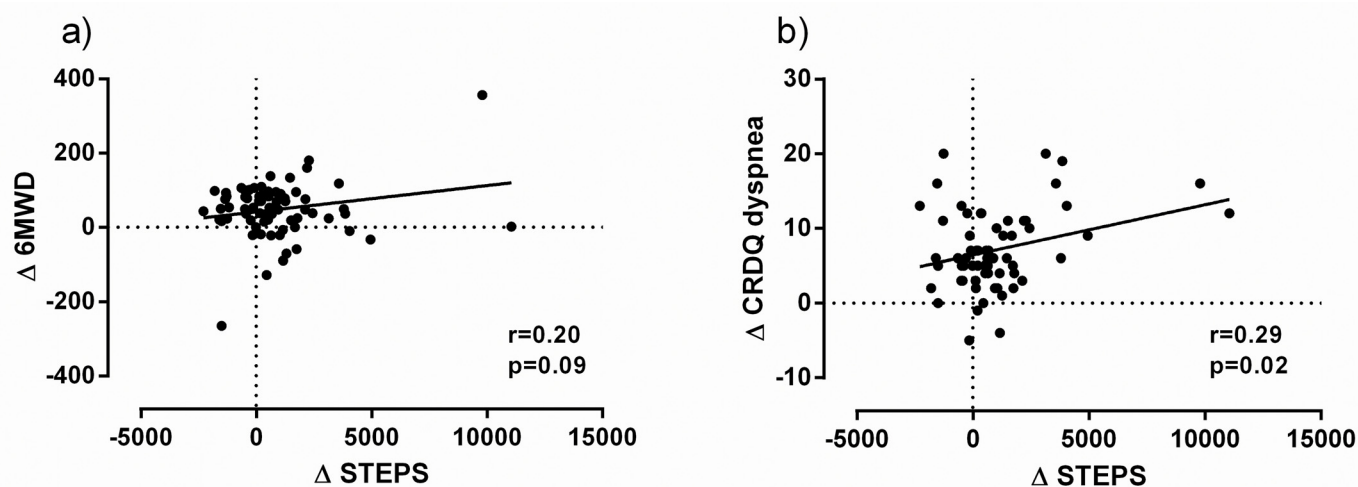 a)
Δ 6MWD
400
200
0
-200
-400
r=0.20
p=0.09
-5000 0 5000 10000 15000
Δ STEPS
b)
Δ CRDQ dyspnea
30
20
10
0
-10
r=0.29
p=0.02
-5000 0 5000 10000 15000
Δ STEPS